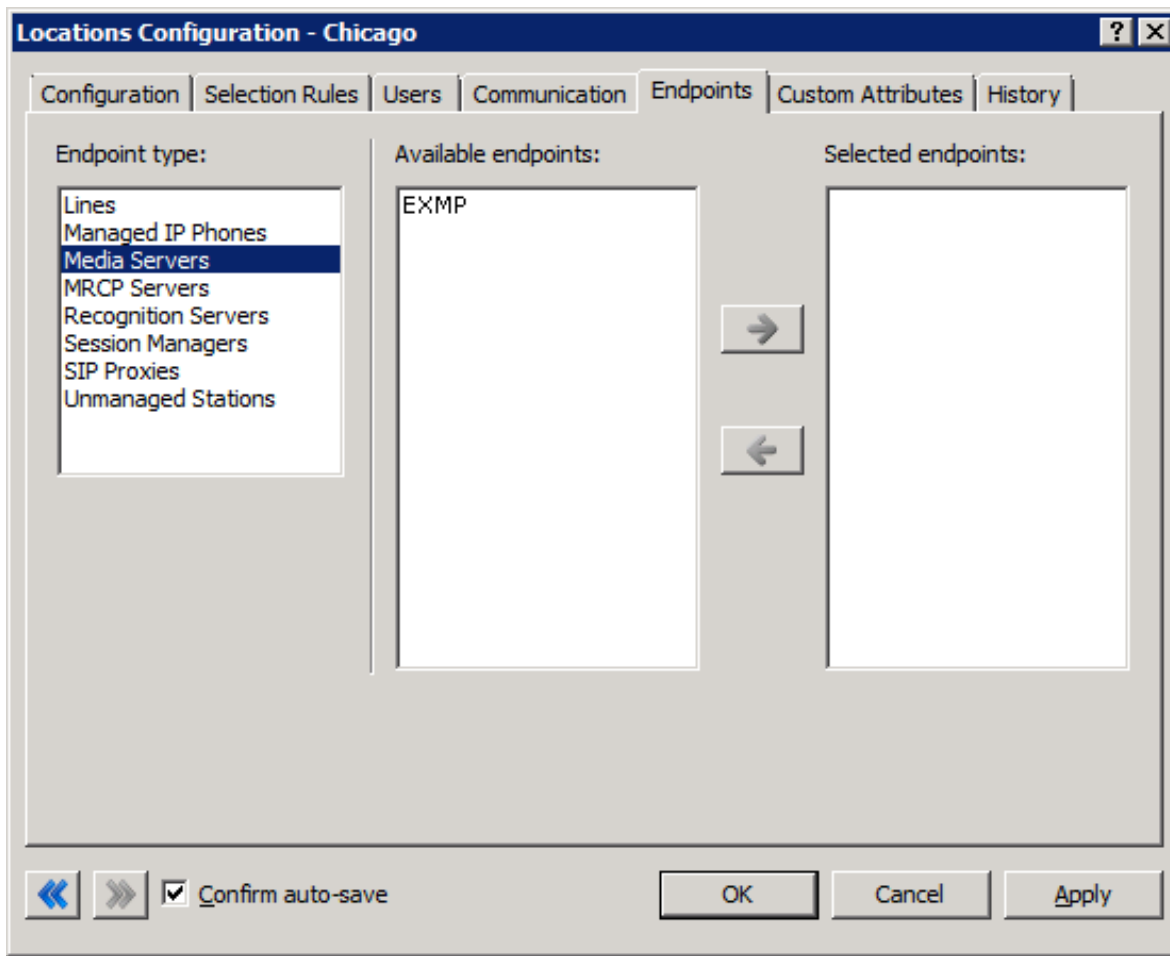 Locations Configuration - Chicago
?
Configuration Selection Rules Users Communication Endpoints Custom Attributes History
Endpoint type: Available endpoints: Selected endpoints:
Lines
Managed IP Phones
Media Servers
MRCP Servers
Recognition Servers
Session Managers
SIP Proxies
Unmanaged Stations
EXMP
Confirm auto-save OK Cancel Apply